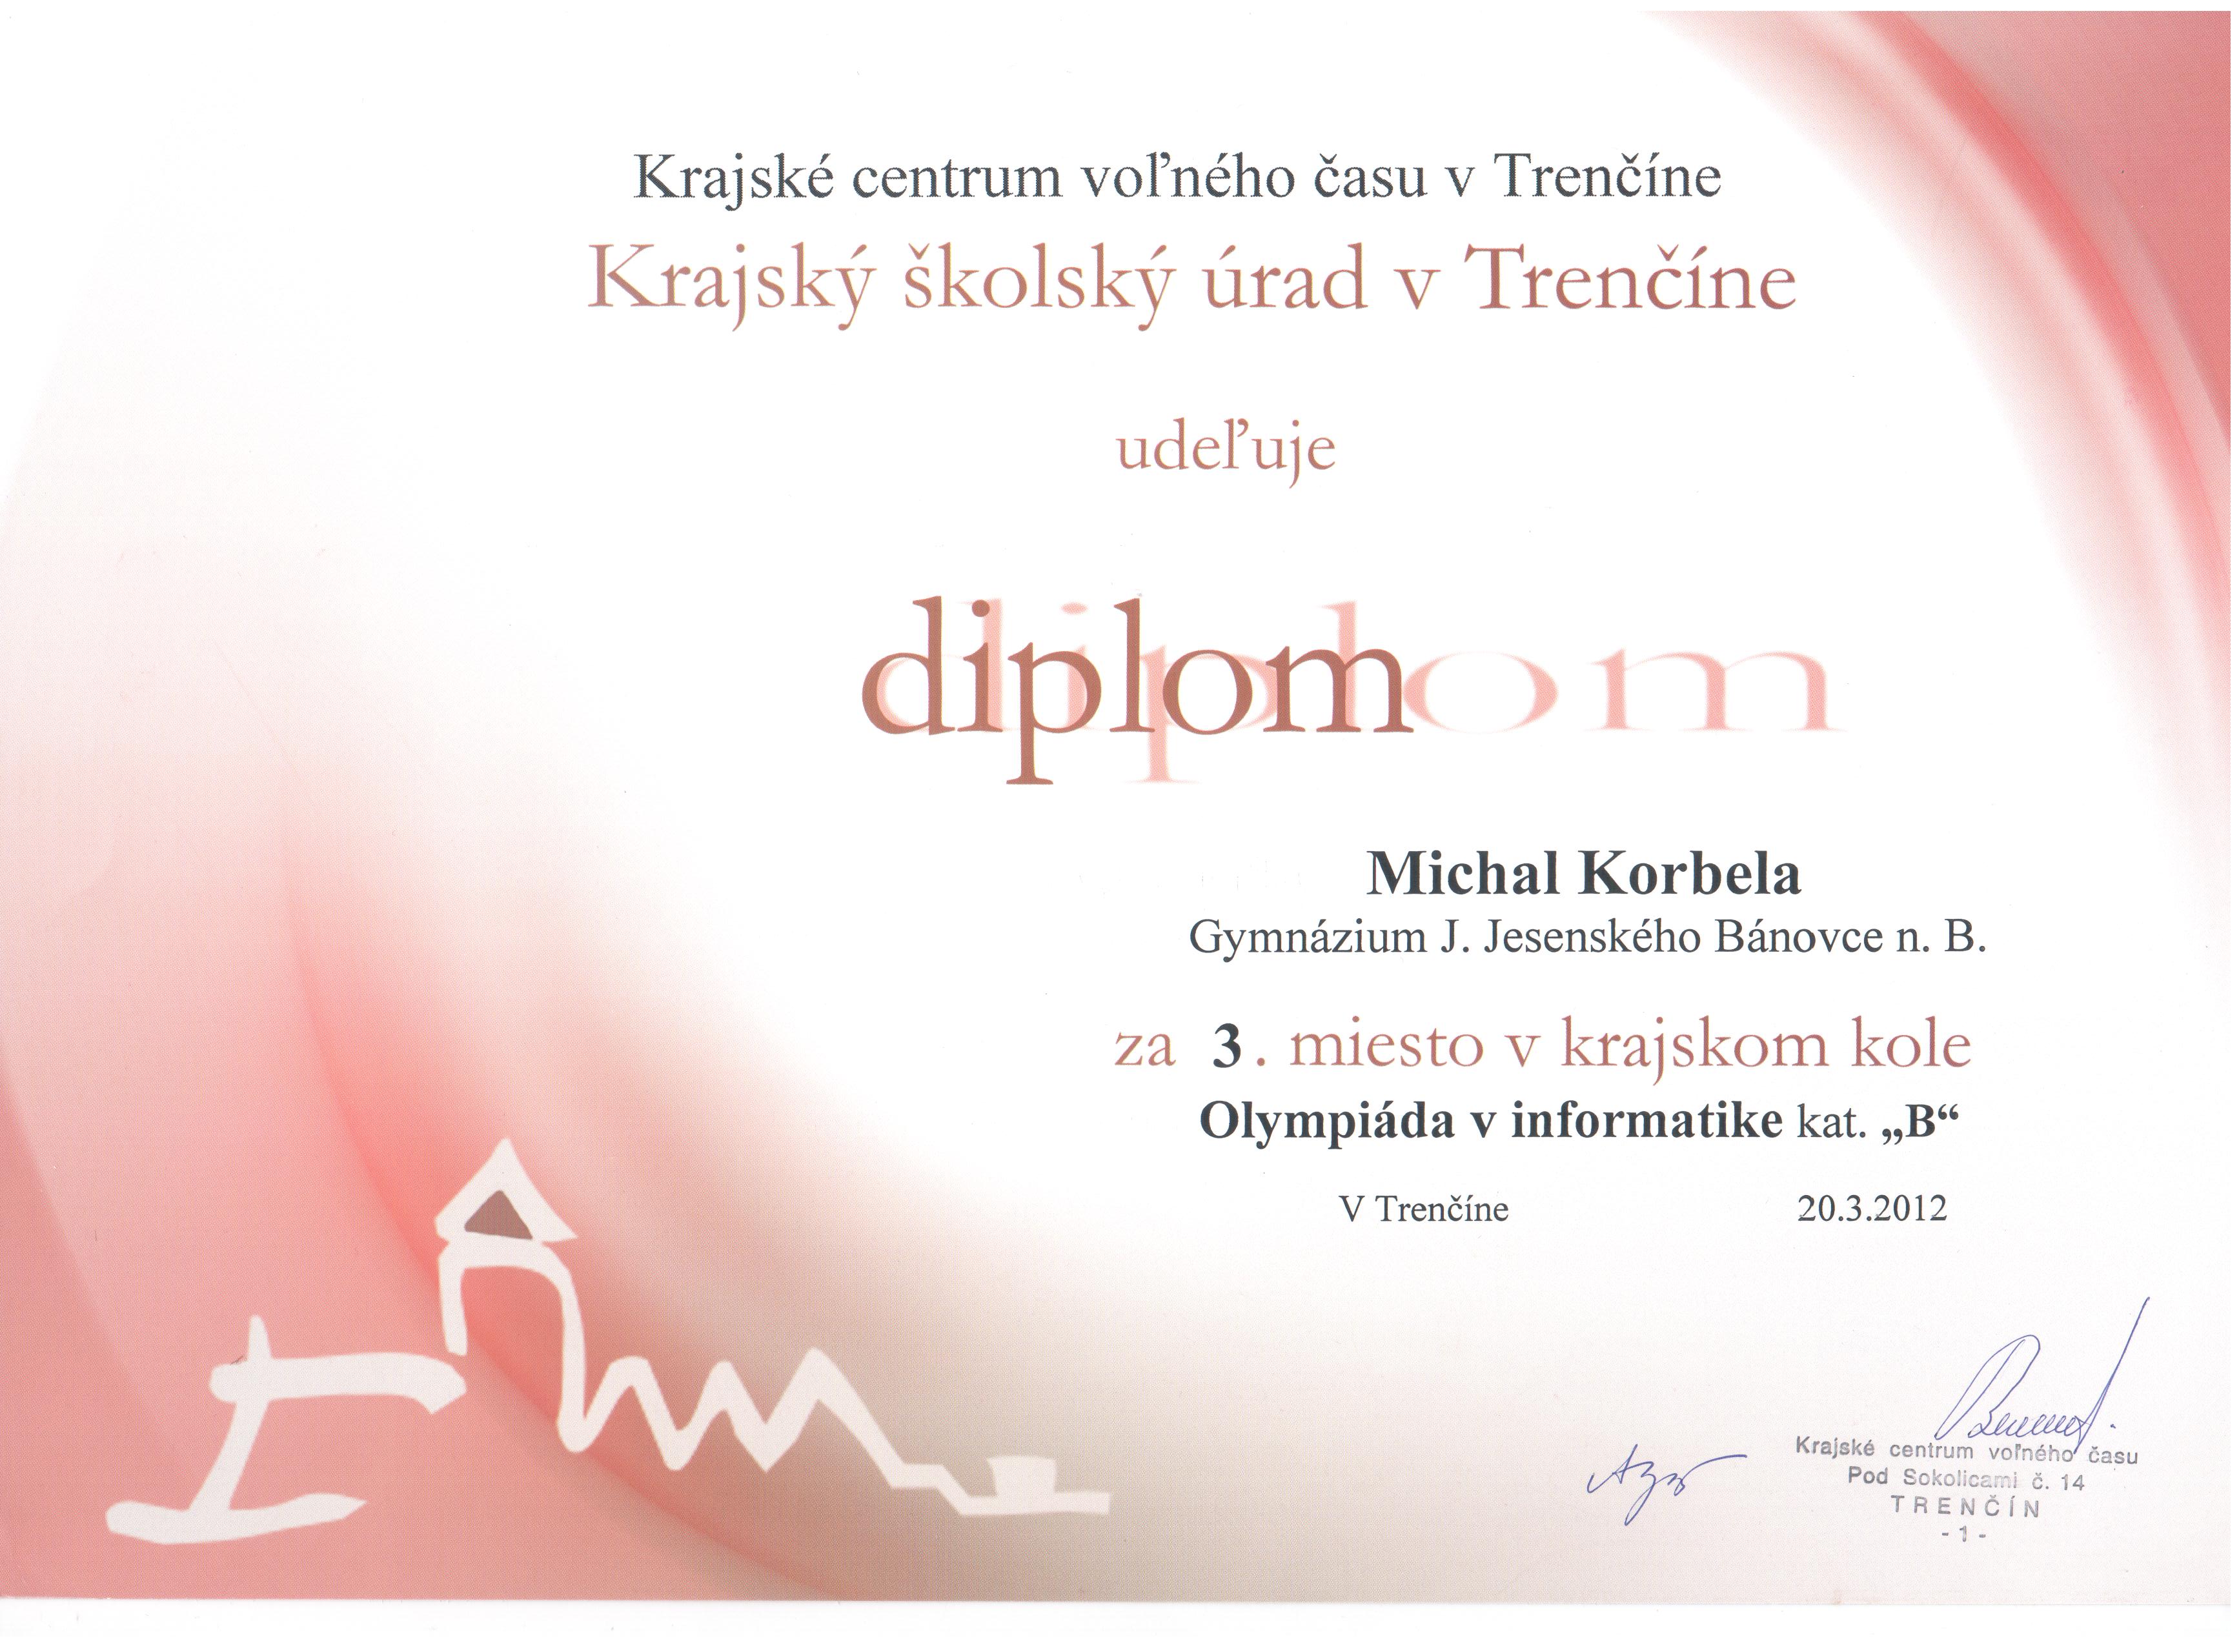 Krajské centrum voľného času v Trenčíne
Krajský školský úrad v Trenčíne
udeľuje
diplom
Michal Korbela
Gymnázium J. Jesenského Bánovce n. B.
za 3. miesto v krajskom kole
Olympiáda v informatike kat. „B“
V Trenčíne 20.3.2012
Krajské centrum voľného času
Pod Sokolicami č. 14
TRENČÍN
- 1 -